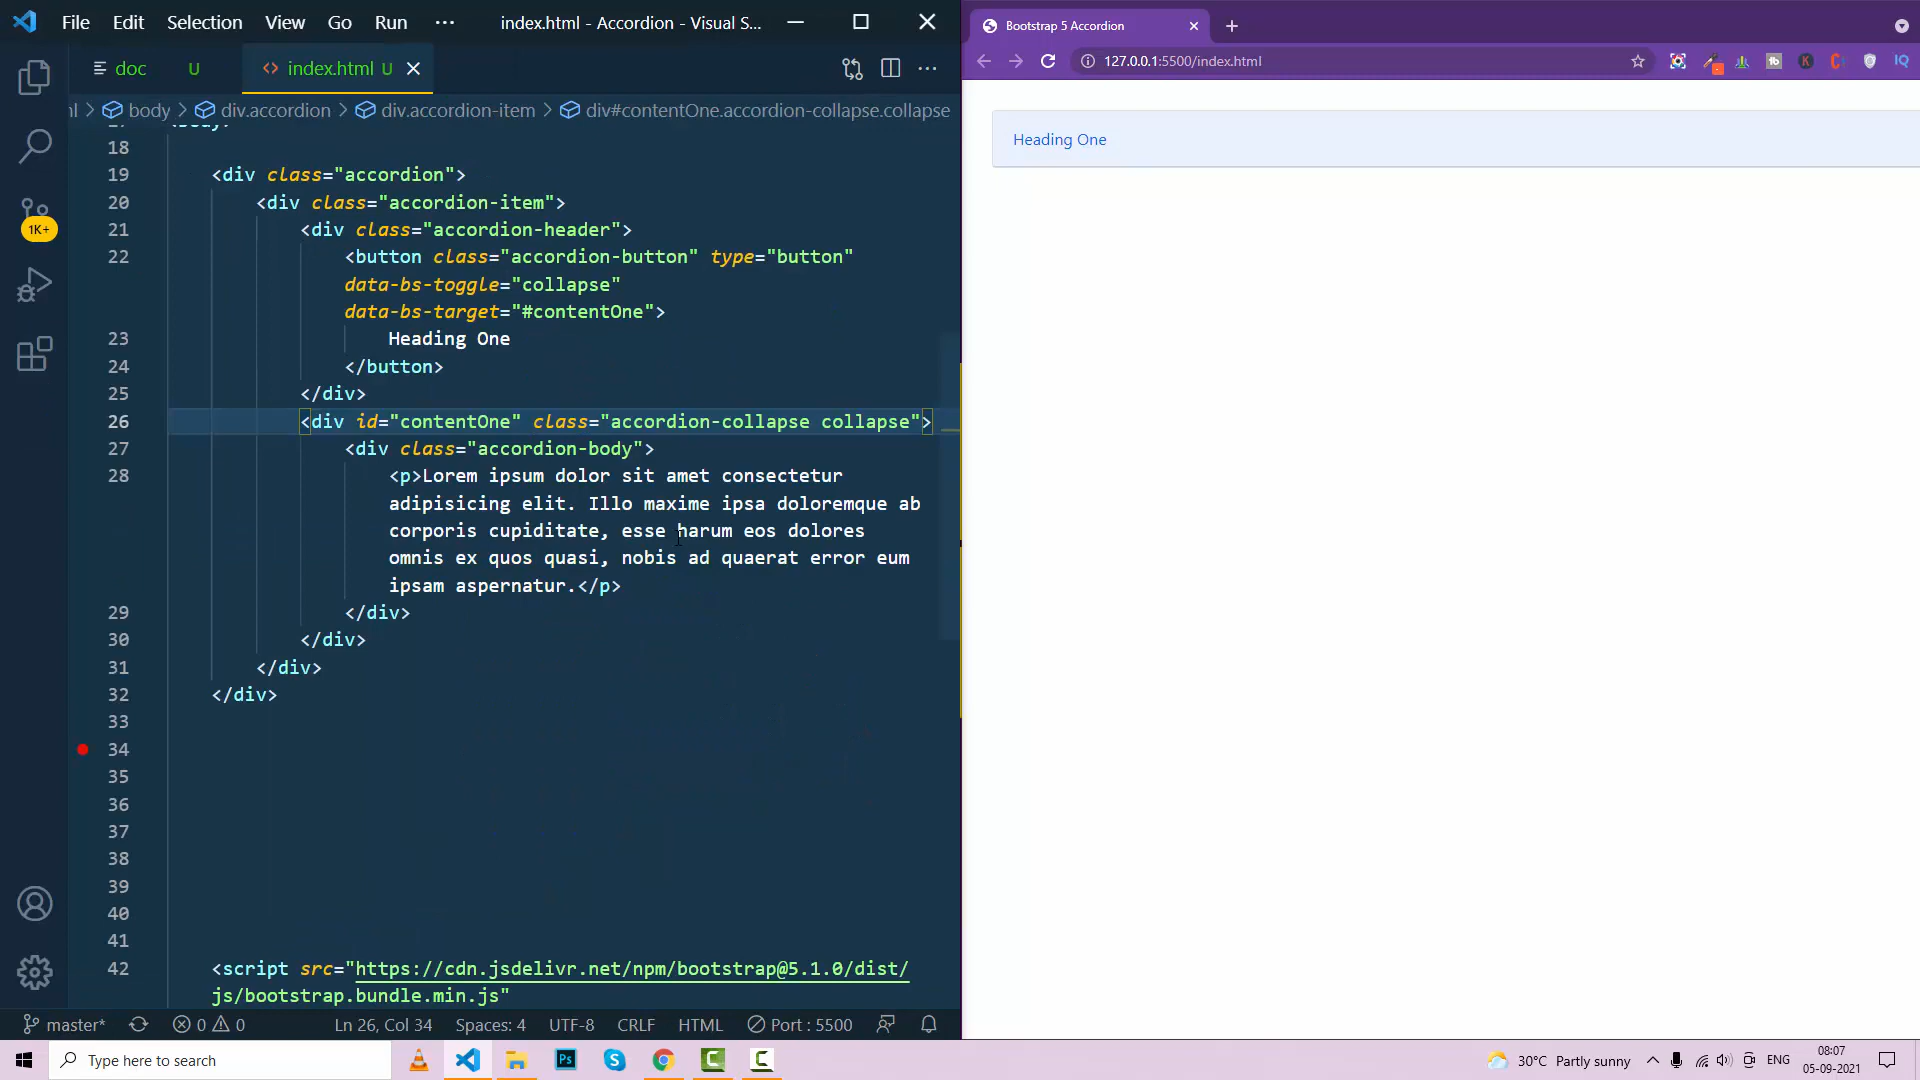 File Edit Selection View Go Run ··· index.html - Accordion - Visual S...
doc U index.html U
body > div.accordion > div.accordion-item > div#contentOne.accordion-collapse.collapse
18
19 <div class="accordion">
20 <div class="accordion-item">
21 <div class="accordion-header">
22 <button class="accordion-button" type="button"
data-bs-toggle="collapse"
data-bs-target="#contentOne">
23 Heading One
24 </button>
25 </div>
26 <div id="contentOne" class="accordion-collapse collapse">
27 <div class="accordion-body">
28 <p>Lorem ipsum dolor sit amet consectetur
adipisicing elit. Illo maxime ipsa doloremque ab
corporis cupiditate, esse harum eos dolores
omnis ex quos quasi, nobis ad quaerat error eum
ipsam aspernatur.</p>
29 </div>
30 </div>
31 </div>
32 </div>
33
34
35
36
37
38
39
40
41
42 <script src="https://cdn.jsdelivr.net/npm/bootstrap@5.1.0/dist/
js/bootstrap.bundle.min.js"
1K+
master* 0 0 Ln 26, Col 34 Spaces: 4 UTF-8 CRLF HTML Port : 5500
Bootstrap 5 Accordion
127.0.0.1:5500/index.html
Heading One
Type here to search
30°C Partly sunny ENG
08:07
05-09-2021